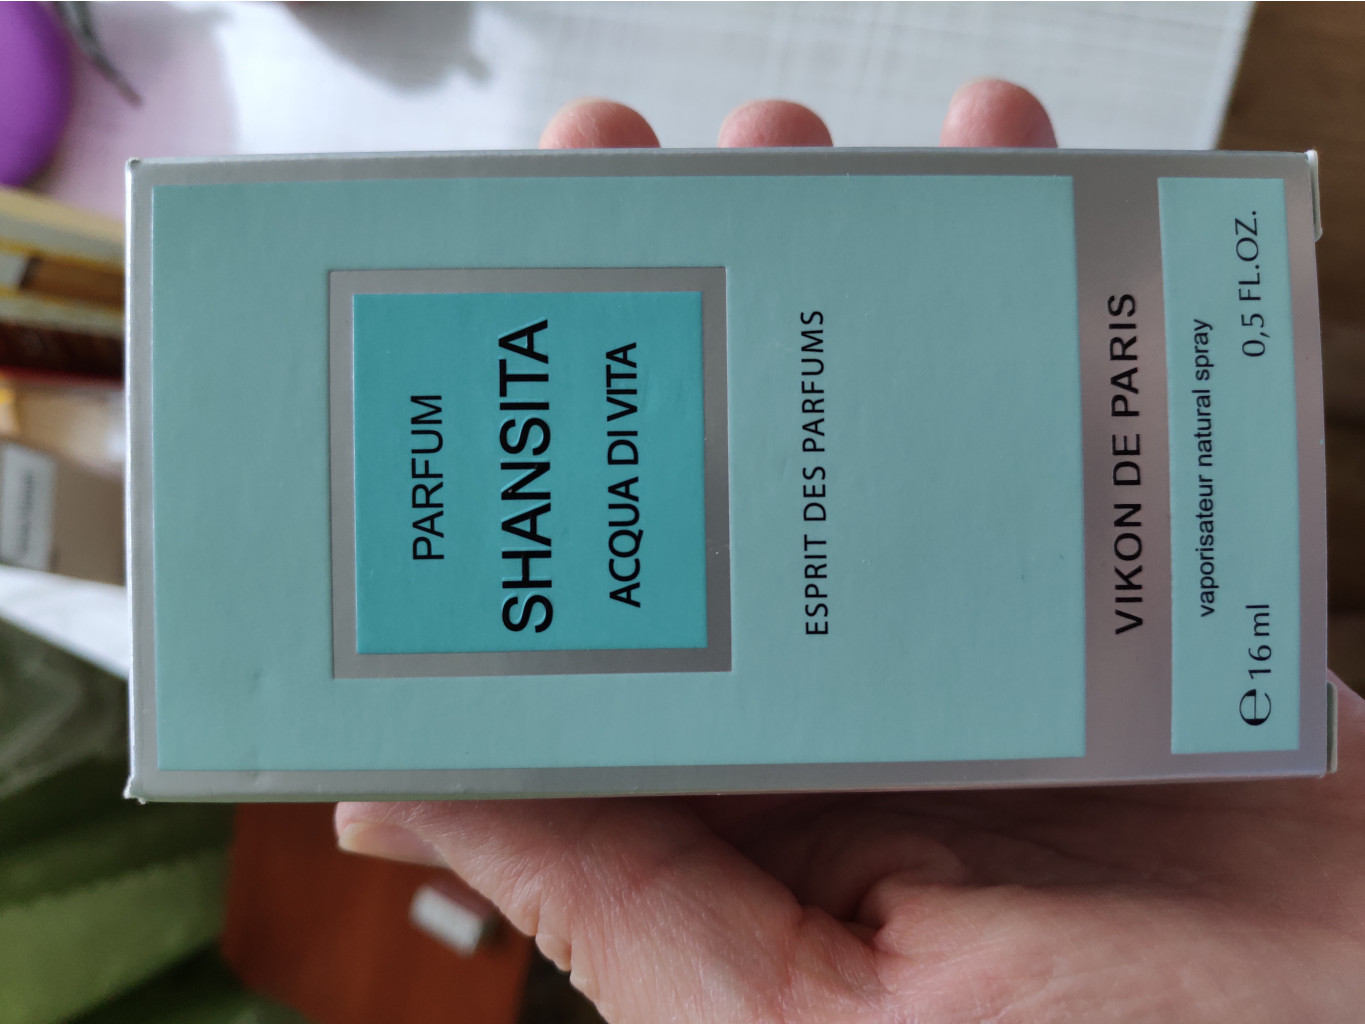 PARFUM
SHANSITA
ACQUA DI VITA
ESPRIT DES PARFUMS
VIKON DE PARIS
vaporisateur natural spray
℮ 16 ml 0,5 FL.OZ.